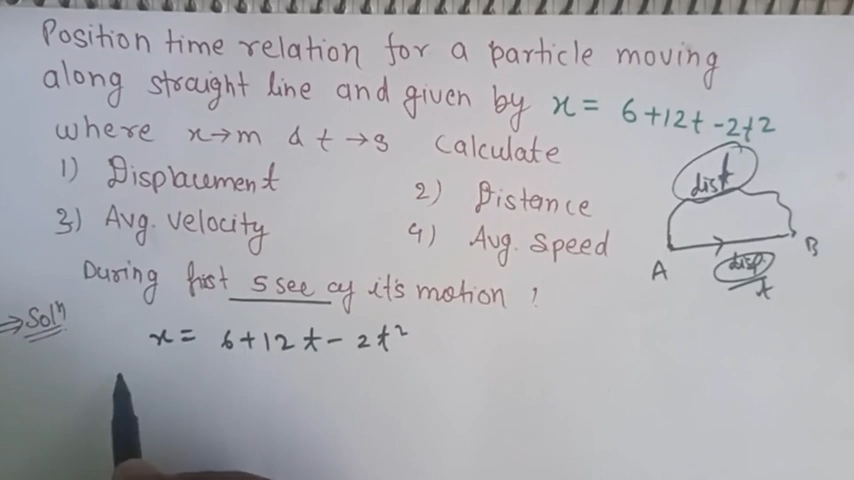 Position time relation for a particle moving
along straight line and given by x = 6+12t-2t2
where x→m & t→s Calculate
1) Displacement
2) Distance
3) Avg. Velocity
4) Avg. Speed
During first 5 sec of it's motion ?
dist
A
B
disp.
t
⇒ Solⁿ
x = 6+12t-2t²